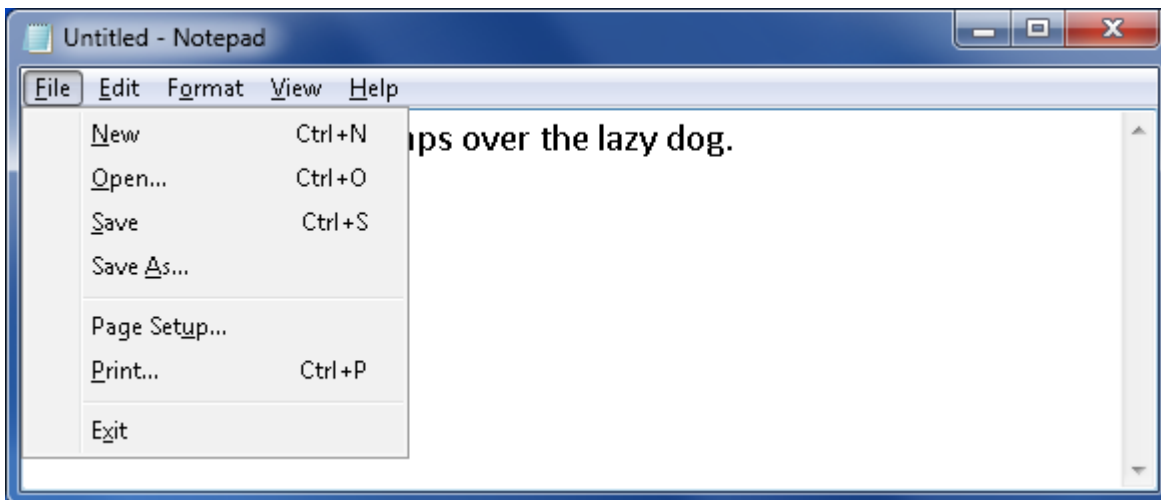 Untitled - Notepad
File Edit Format View Help
New Ctrl+N
ps over the lazy dog.
Open... Ctrl+O
Save Ctrl+S
Save As...
Page Setup...
Print... Ctrl+P
Exit